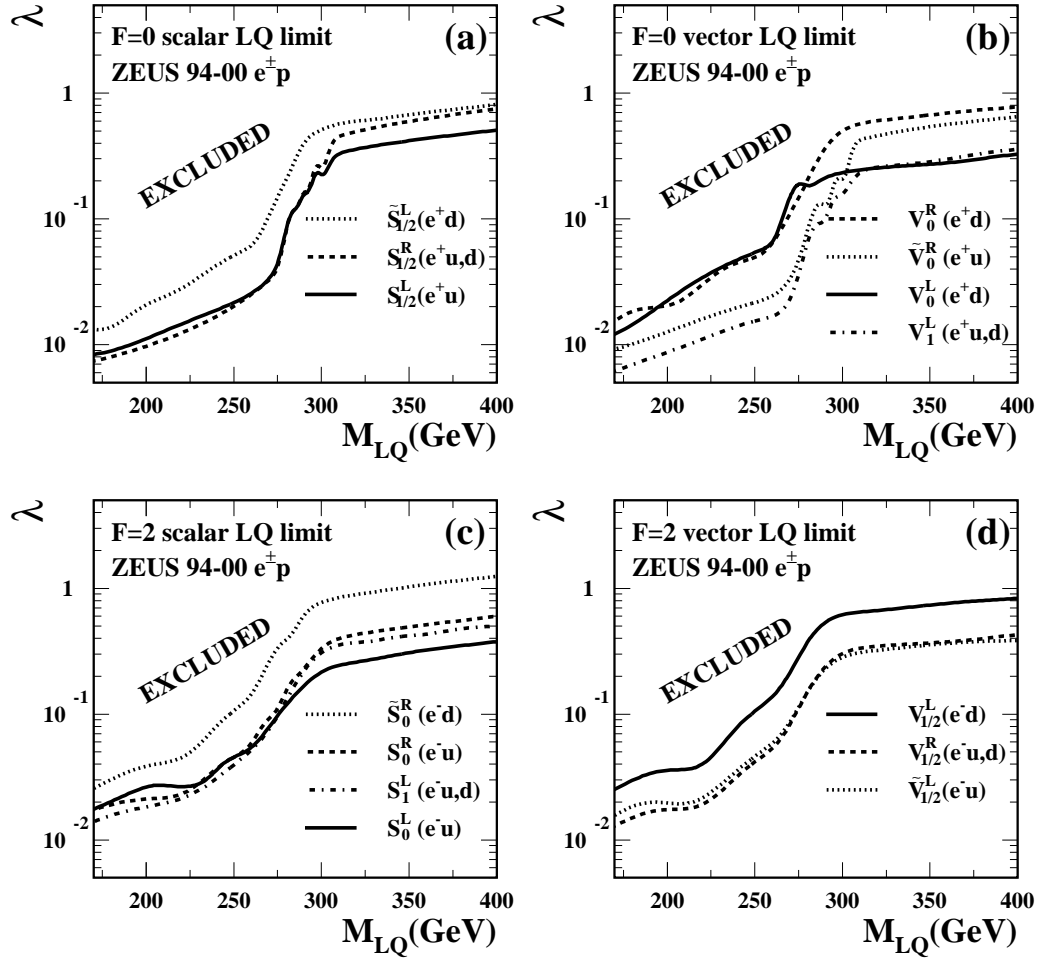 λ
F=0 scalar LQ limit (a)
ZEUS 94-00 e±p
1
EXCLUDED
10⁻¹
S̃ᴸ₁/₂(e⁺d)
Sᴿ₁/₂(e⁺u,d)
Sᴸ₁/₂(e⁺u)
10⁻²
200 250 300 350 400
M_LQ(GeV)
λ
F=0 vector LQ limit (b)
ZEUS 94-00 e±p
1
EXCLUDED
10⁻¹
Vᴿ₀ (e⁺d)
Ṽᴿ₀ (e⁺u)
Vᴸ₀ (e⁺d)
Vᴸ₁ (e⁺u,d)
10⁻²
200 250 300 350 400
M_LQ(GeV)
λ
F=2 scalar LQ limit (c)
ZEUS 94-00 e±p
1
EXCLUDED
10⁻¹
S̃ᴿ₀ (e⁻d)
Sᴿ₀ (e⁻u)
Sᴸ₁ (e⁻u,d)
Sᴸ₀ (e⁻u)
10⁻²
200 250 300 350 400
M_LQ(GeV)
λ
F=2 vector LQ limit (d)
ZEUS 94-00 e±p
1
EXCLUDED
10⁻¹
Vᴸ₁/₂(e⁻d)
Vᴿ₁/₂(e⁻u,d)
Ṽᴸ₁/₂(e⁻u)
10⁻²
200 250 300 350 400
M_LQ(GeV)